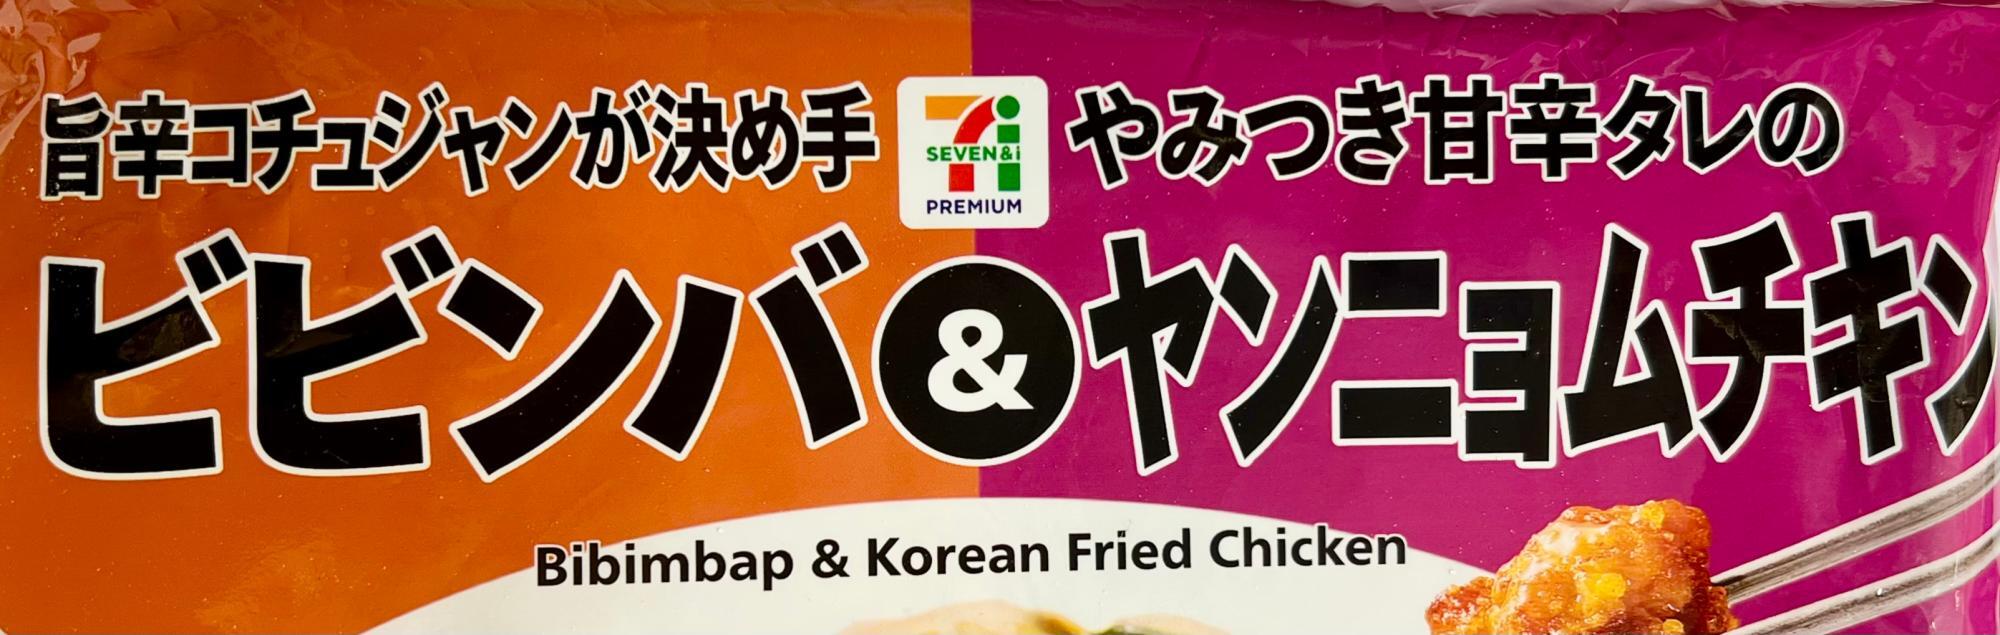 旨辛コチュジャンが決め手
ビビンバ
&
やみつき甘辛タレの
ヤンニョムチキン
SEVEN&i
PREMIUM
Bibimbap & Korean Fried Chicken